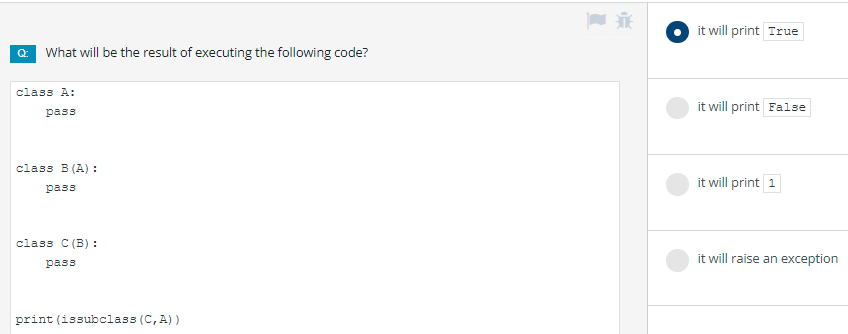 Q: What will be the result of executing the following code?
class A:
    pass
class B(A):
    pass
class C(B):
    pass
print(issubclass(C,A))
it will print True
it will print False
it will print 1
it will raise an exception